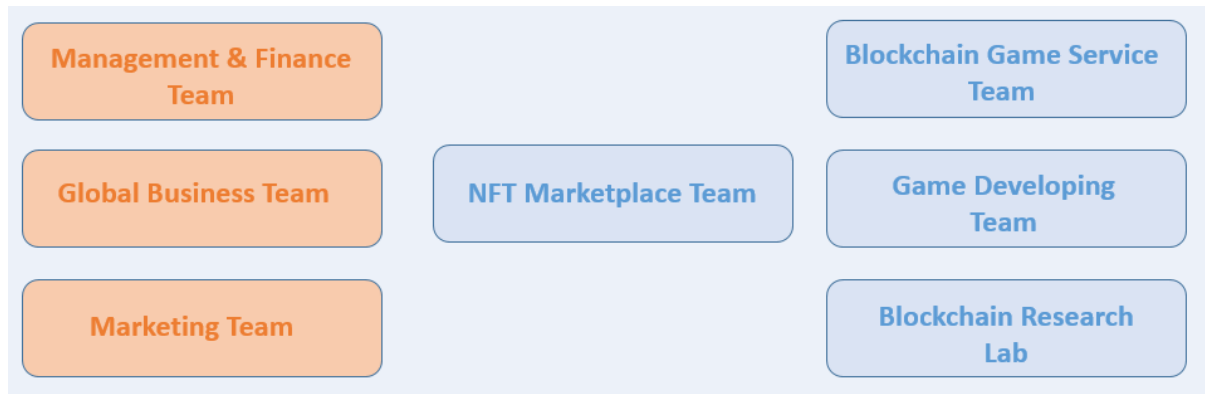 Management & Finance
Team
Global Business Team
Marketing Team
NFT Marketplace Team
Blockchain Game Service
Team
Game Developing
Team
Blockchain Research
Lab